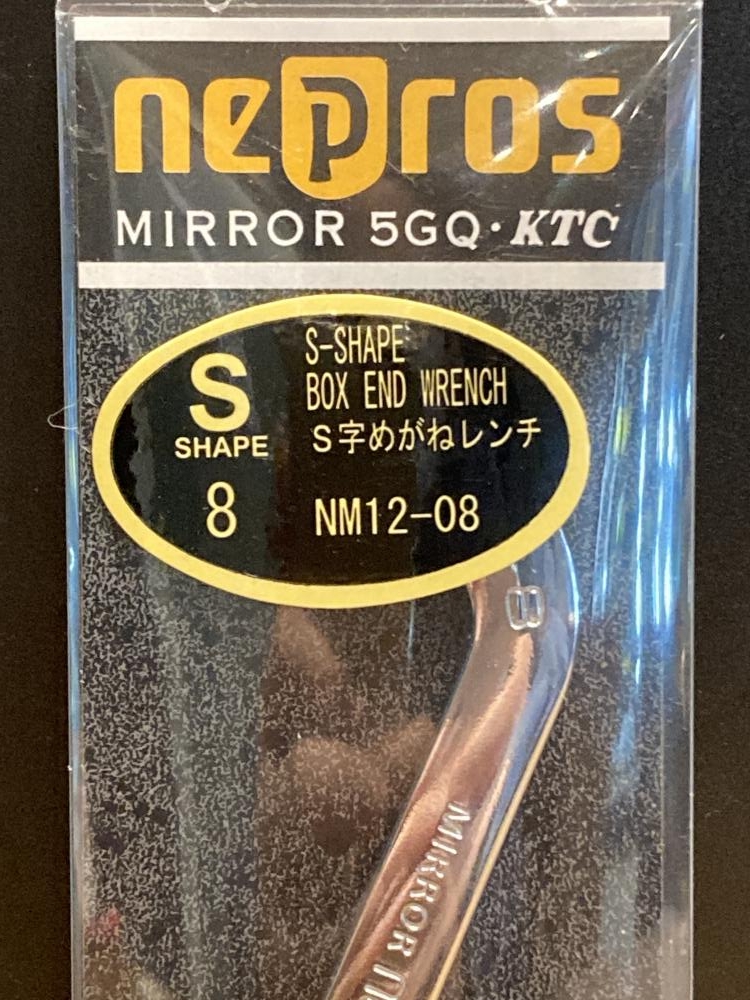 nepros
MIRROR 5GQ・KTC
S
SHAPE
8
S-SHAPE
BOX END WRENCH
S字めがねレンチ
NM12-08
8
MIRROR